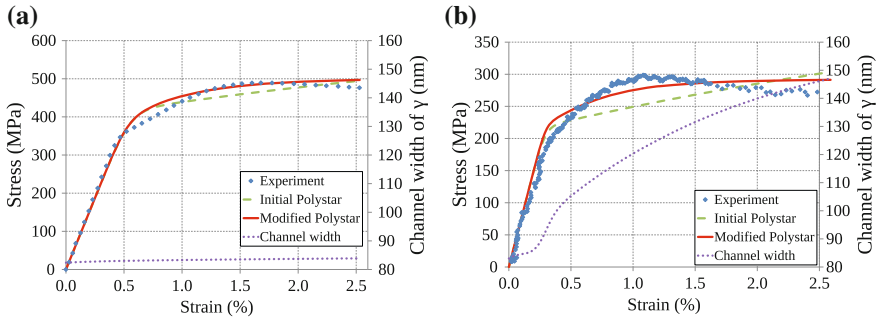 (a)
600
500
400
300
200
100
0
Stress (MPa)
0.0
0.5
1.0
1.5
2.0
2.5
Strain (%)
160
150
140
130
120
110
100
90
80
Channel width of γ (nm)
Experiment
Initial Polystar
Modified Polystar
Channel width
(b)
350
300
250
200
150
100
50
0
Stress (MPa)
0.0
0.5
1.0
1.5
2.0
2.5
Strain (%)
160
150
140
130
120
110
100
90
80
Channel width of γ (nm)
Experiment
Initial Polystar
Modified Polystar
Channel width